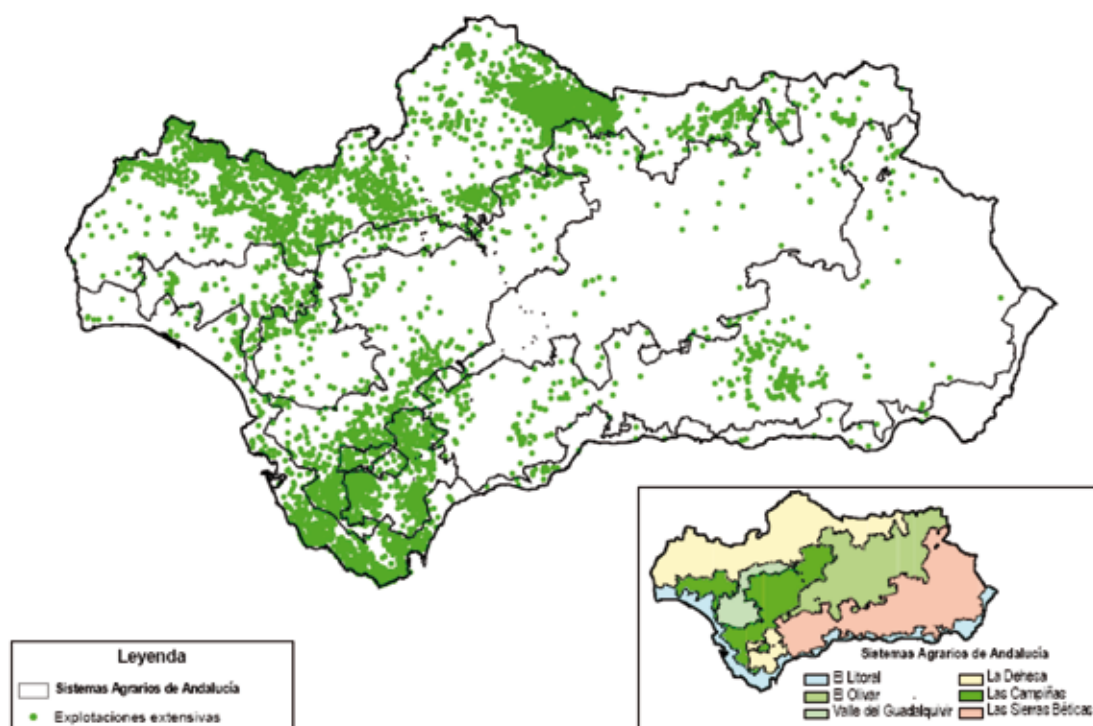 Leyenda
Sistemas Agrarios de Andalucía
Explotaciones extensivas
Sistemas Agrarios de Andalucía
El Litoral
La Dehesa
El Olivar
Las Campiñas
Valle del Guadalquivir
Las Sierras Béticas